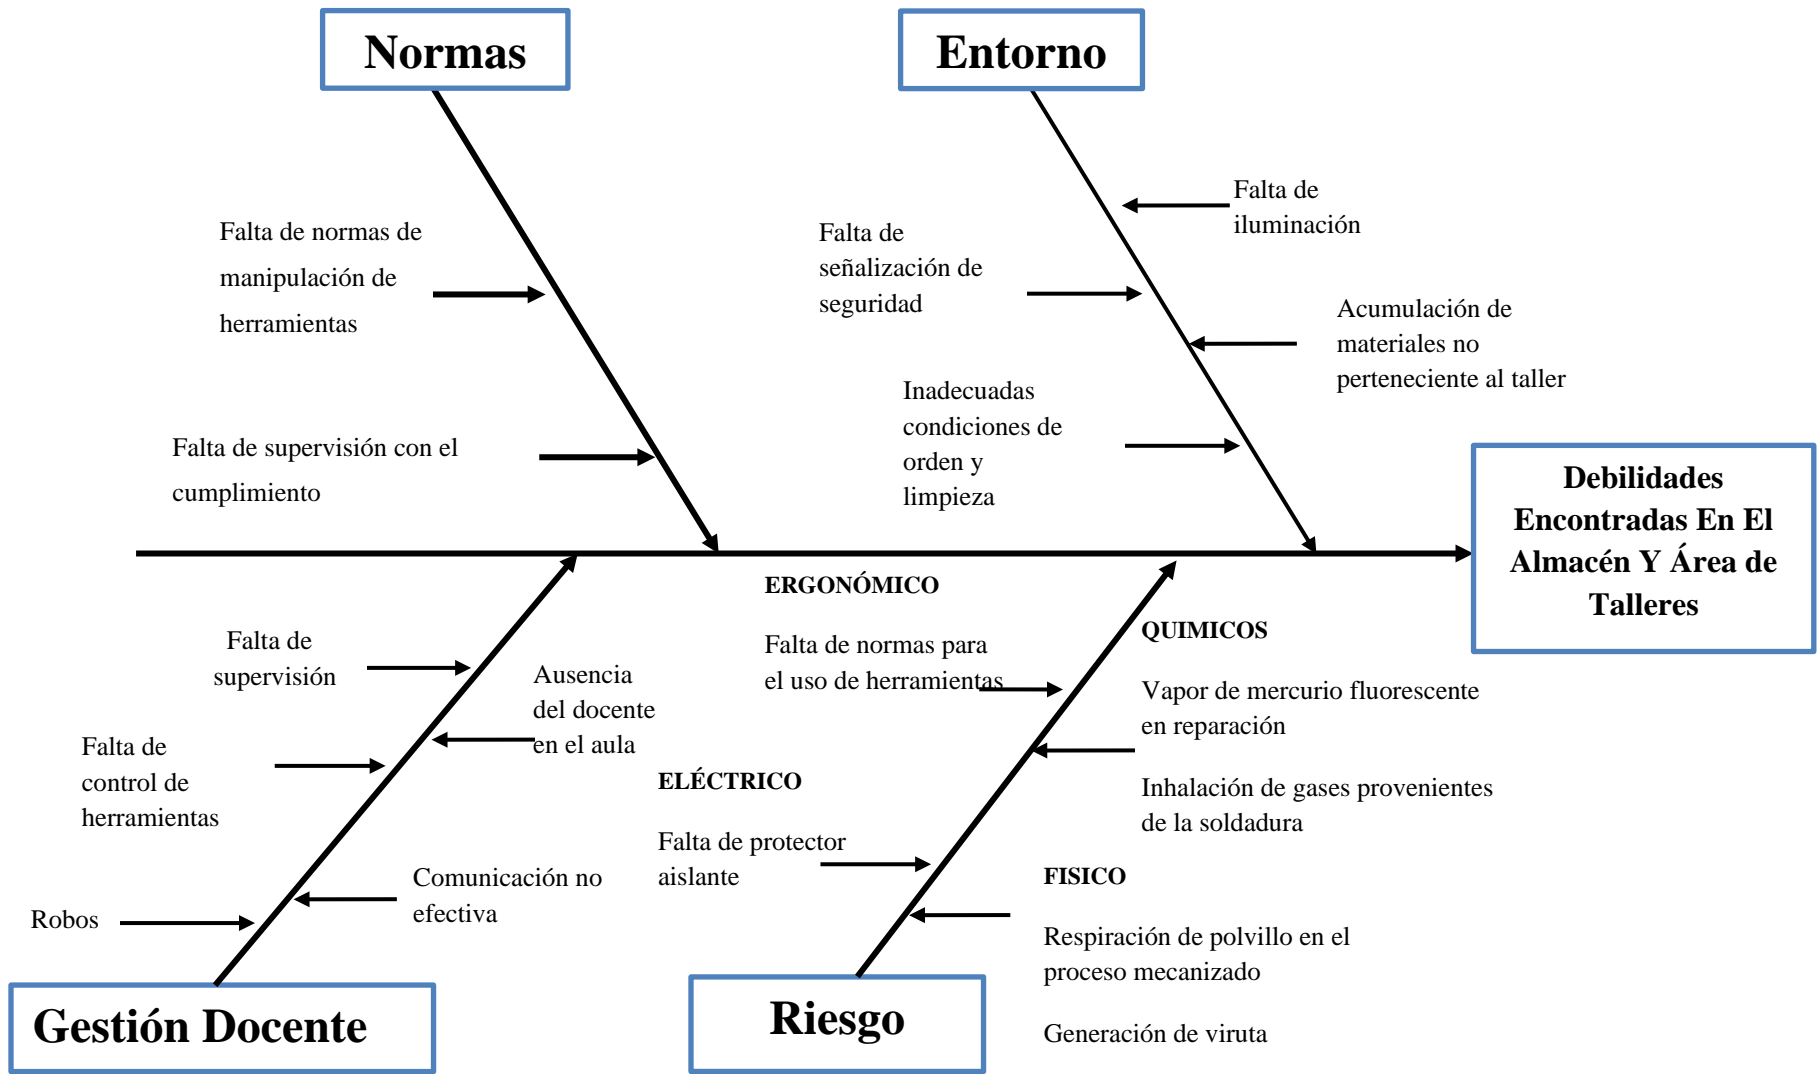 Normas
Entorno
Falta de normas de
manipulación de
herramientas
Falta de supervisión con el
cumplimiento
Falta de
iluminación
Falta de
señalización de
seguridad
Acumulación de
materiales no
perteneciente al taller
Inadecuadas
condiciones de
orden y
limpieza
Debilidades
Encontradas En El
Almacén Y Área de
Talleres
Falta de
supervisión
Ausencia
del docente
en el aula
Falta de
control de
herramientas
Comunicación no
efectiva
Robos
Gestión Docente
ERGONÓMICO
Falta de normas para
el uso de herramientas
QUIMICOS
Vapor de mercurio fluorescente
en reparación
Inhalación de gases provenientes
de la soldadura
ELÉCTRICO
Falta de protector
aislante
FISICO
Respiración de polvillo en el
proceso mecanizado
Generación de viruta
Riesgo